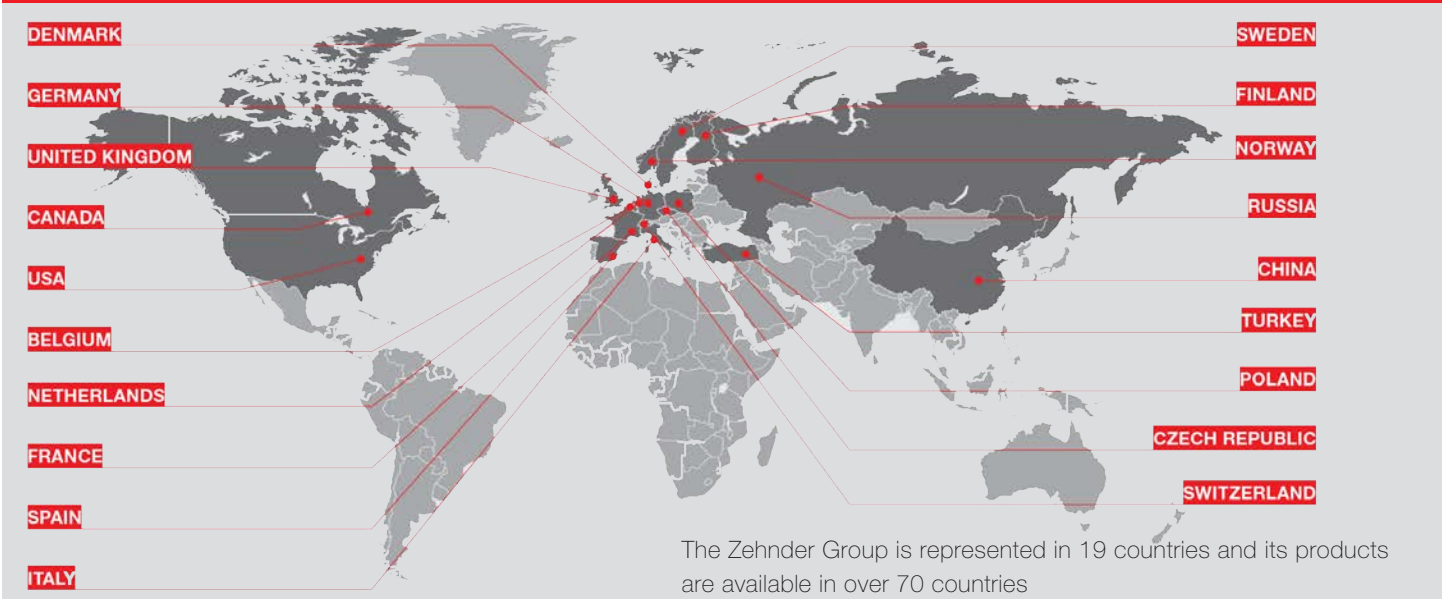 DENMARK
GERMANY
UNITED KINGDOM
CANADA
USA
BELGIUM
NETHERLANDS
FRANCE
SPAIN
ITALY
SWEDEN
FINLAND
NORWAY
RUSSIA
CHINA
TURKEY
POLAND
CZECH REPUBLIC
SWITZERLAND
The Zehnder Group is represented in 19 countries and its products
are available in over 70 countries